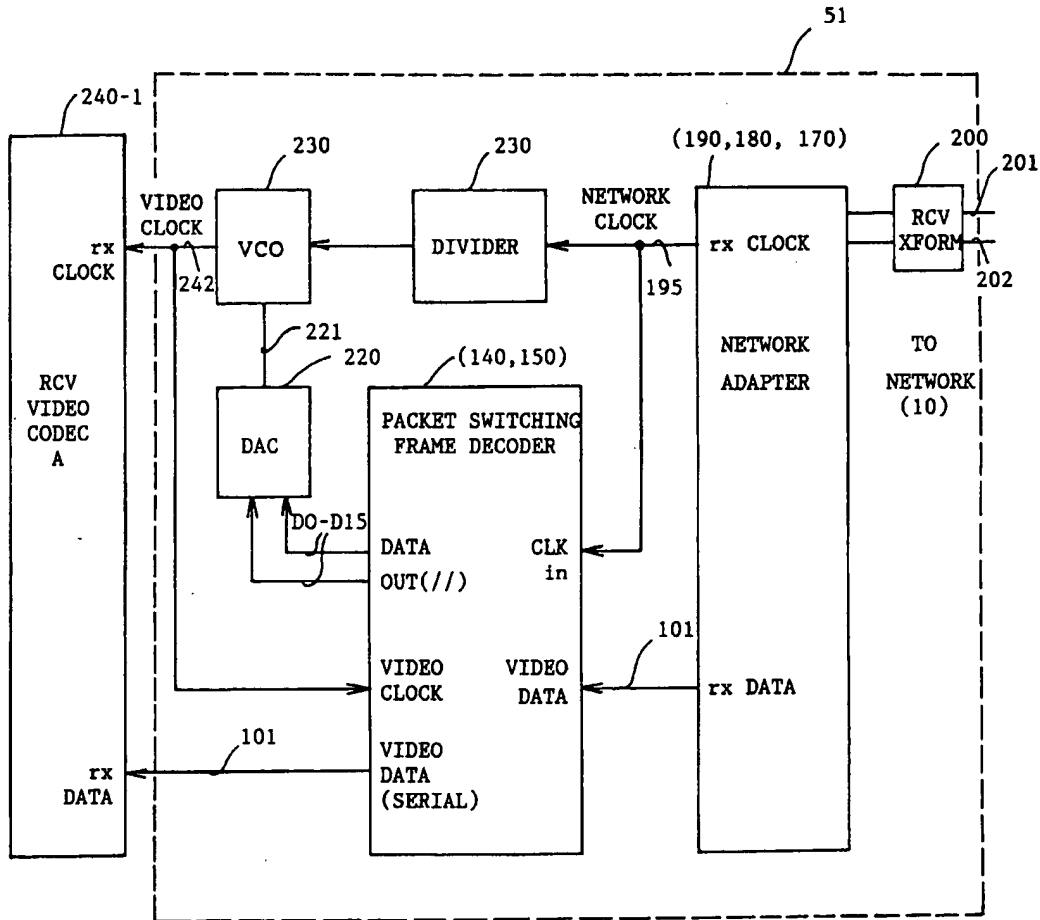 51
240-1
230
230
(190,180, 170)
200
201
VIDEO
CLOCK
NETWORK
CLOCK
rx
CLOCK
VCO
DIVIDER
rx CLOCK
RCV
XFORM
242
195
202
221
220
(140,150)
NETWORK
ADAPTER
TO
NETWORK
(10)
RCV
VIDEO
CODEC
A
DAC
PACKET SWITCHING
FRAME DECODER
DO-D15
DATA
OUT(//)
CLK
in
101
VIDEO
CLOCK
VIDEO
DATA
rx DATA
101
VIDEO
DATA
(SERIAL)
rx
DATA